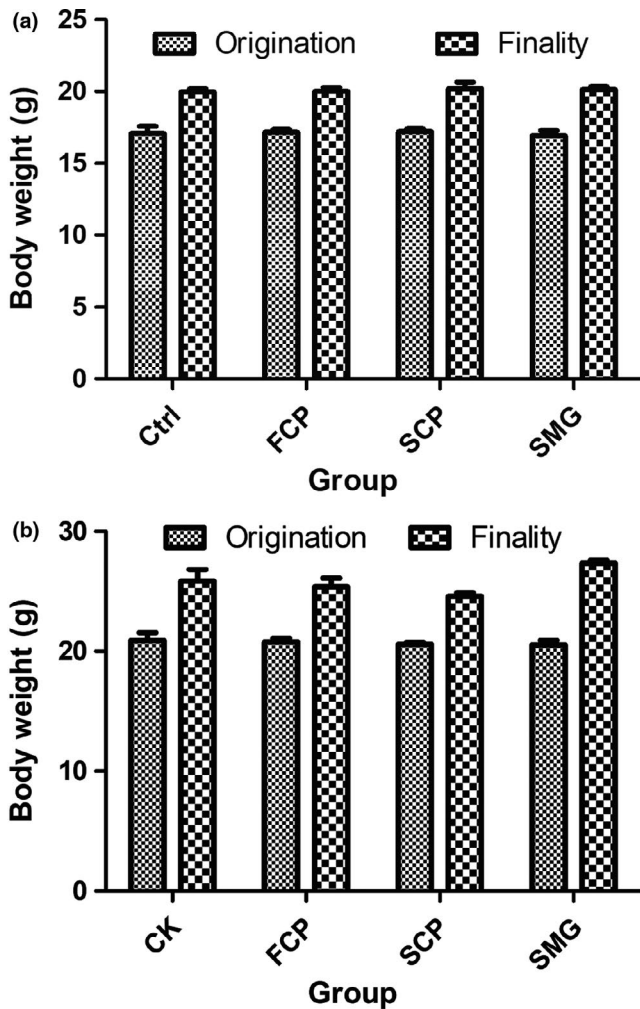 (a)
Origination Finality
Body weight (g)
25
20
15
10
5
0
Ctrl FCP SCP SMG
Group
(b)
Origination Finality
Body weight (g)
30
20
10
0
CK FCP SCP SMG
Group